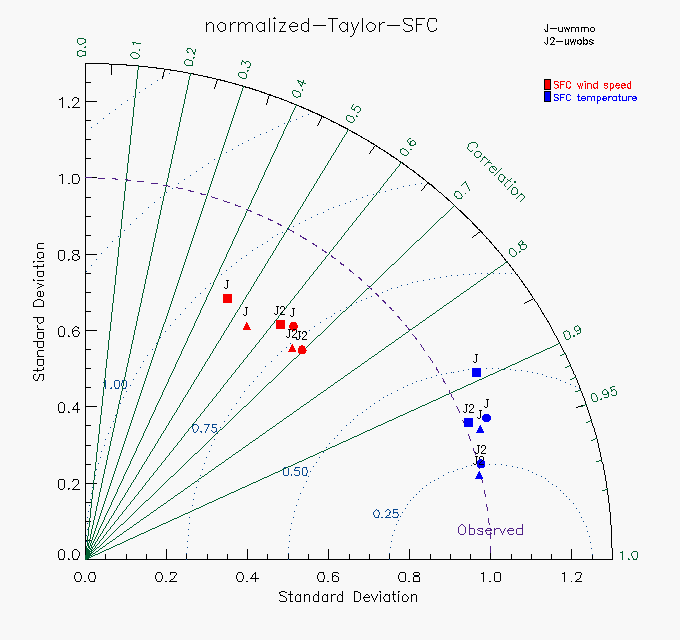 normalized-Taylor-SFC
J-uwmmo
J2-uwobs
SFC wind speed
SFC temperature
0.0
0.1
0.2
0.3
0.4
0.5
0.6
0.7
0.8
0.9
0.95
1.0
Correlation
Standard Deviation
1.2
1.0
0.8
0.6
0.4
0.2
0.0
J
J
J2
J
J2
J2
J
J2
J
J
J2
J2
1.00
0.75
0.50
0.25
Observed
0.0
0.2
0.4
0.6
0.8
1.0
1.2
Standard Deviation